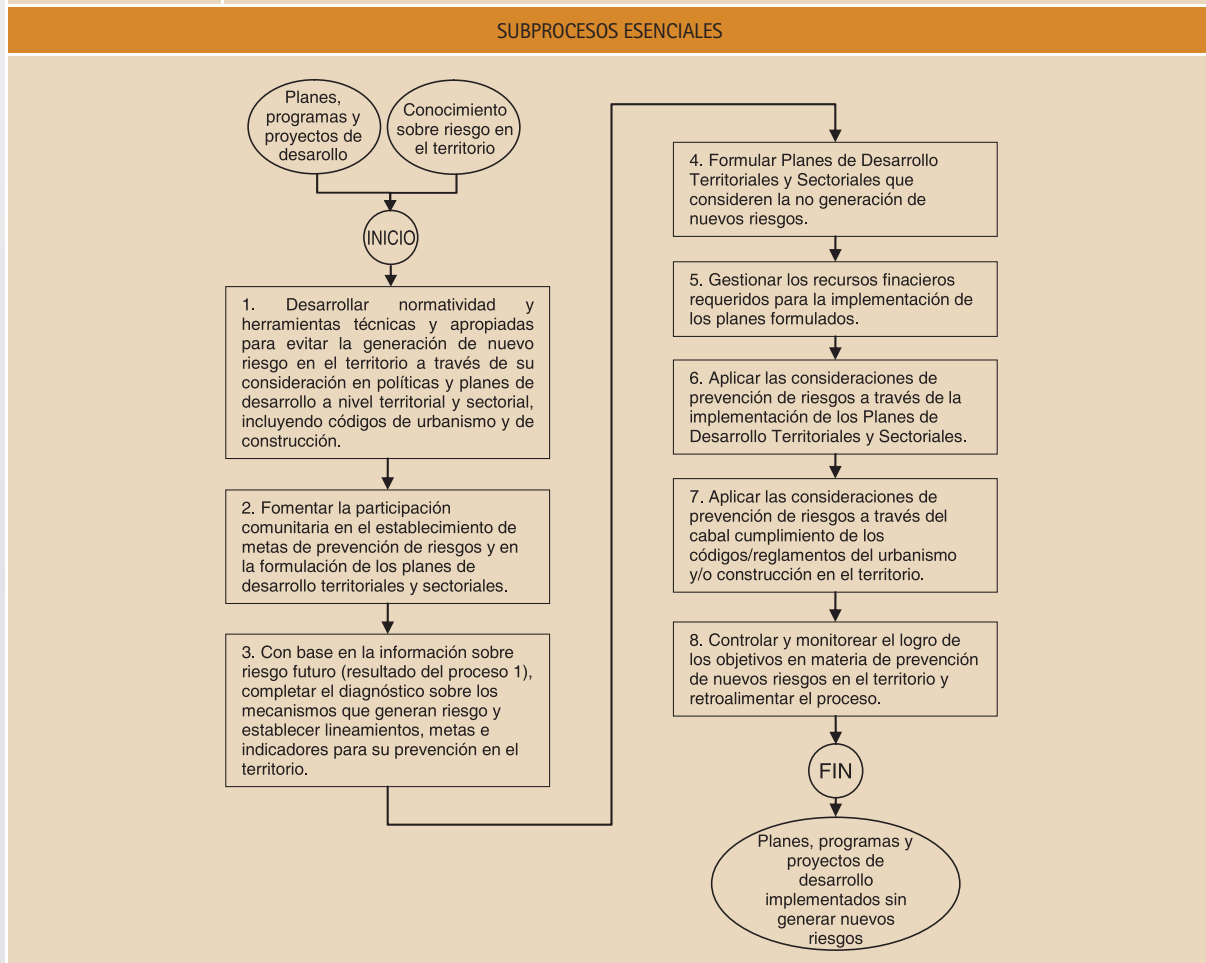 SUBPROCESOS ESENCIALES
Planes,
programas y
proyectos de
desarollo
Conocimiento
sobre riesgo en
el territorio
INICIO
1. Desarrollar normatividad y
herramientas técnicas y apropiadas
para evitar la generación de nuevo
riesgo en el territorio a través de su
consideración en políticas y planes de
desarrollo a nivel territorial y sectorial,
incluyendo códigos de urbanismo y de
construcción.
2. Fomentar la participación
comunitaria en el establecimiento de
metas de prevención de riesgos y en
la formulación de los planes de
desarrollo territoriales y sectoriales.
3. Con base en la información sobre
riesgo futuro (resultado del proceso 1),
completar el diagnóstico sobre los
mecanismos que generan riesgo y
establecer lineamientos, metas e
indicadores para su prevención en el
territorio.
4. Formular Planes de Desarrollo
Territoriales y Sectoriales que
consideren la no generación de
nuevos riesgos.
5. Gestionar los recursos finacieros
requeridos para la implementación de
los planes formulados.
6. Aplicar las consideraciones de
prevención de riesgos a través de la
implementación de los Planes de
Desarrollo Territoriales y Sectoriales.
7. Aplicar las consideraciones de
prevención de riesgos a través del
cabal cumplimiento de los
códigos/reglamentos del urbanismo
y/o construcción en el territorio.
8. Controlar y monitorear el logro de
los objetivos en materia de prevención
de nuevos riesgos en el territorio y
retroalimentar el proceso.
FIN
Planes, programas y
proyectos de
desarrollo
implementados sin
generar nuevos
riesgos